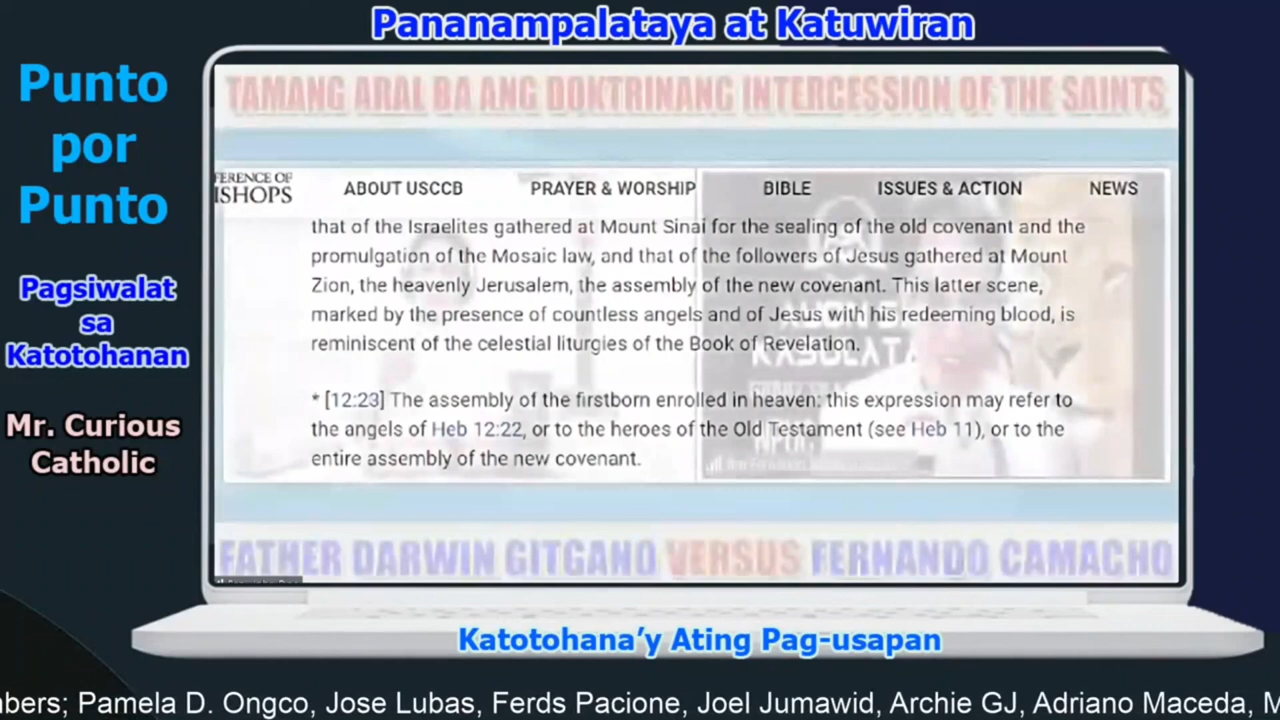 Pananampalataya at Katuwiran
Punto
por
Punto
Pagsiwalat
sa
Katotohanan
Mr. Curious
Catholic
TAMANG ARAL BA ANG DOKTRINANG INTERCESSION OF THE SAINTS
FERENCE OF
ISHOPS
ABOUT USCCB PRAYER & WORSHIP BIBLE ISSUES & ACTION NEWS
that of the Israelites gathered at Mount Sinai for the sealing of the old covenant and the
promulgation of the Mosaic law, and that of the followers of Jesus gathered at Mount
Zion, the heavenly Jerusalem, the assembly of the new covenant. This latter scene,
marked by the presence of countless angels and of Jesus with his redeeming blood, is
reminiscent of the celestial liturgies of the Book of Revelation.
* [12:23] The assembly of the firstborn enrolled in heaven: this expression may refer to
the angels of Heb 12:22, or to the heroes of the Old Testament (see Heb 11), or to the
entire assembly of the new covenant.
FATHER DARWIN GITGANO VERSUS FERNANDO CAMACHO
Katotohana’y Ating Pag-usapan
nbers; Pamela D. Ongco, Jose Lubas, Ferds Pacione, Joel Jumawid, Archie GJ, Adriano Maceda, M